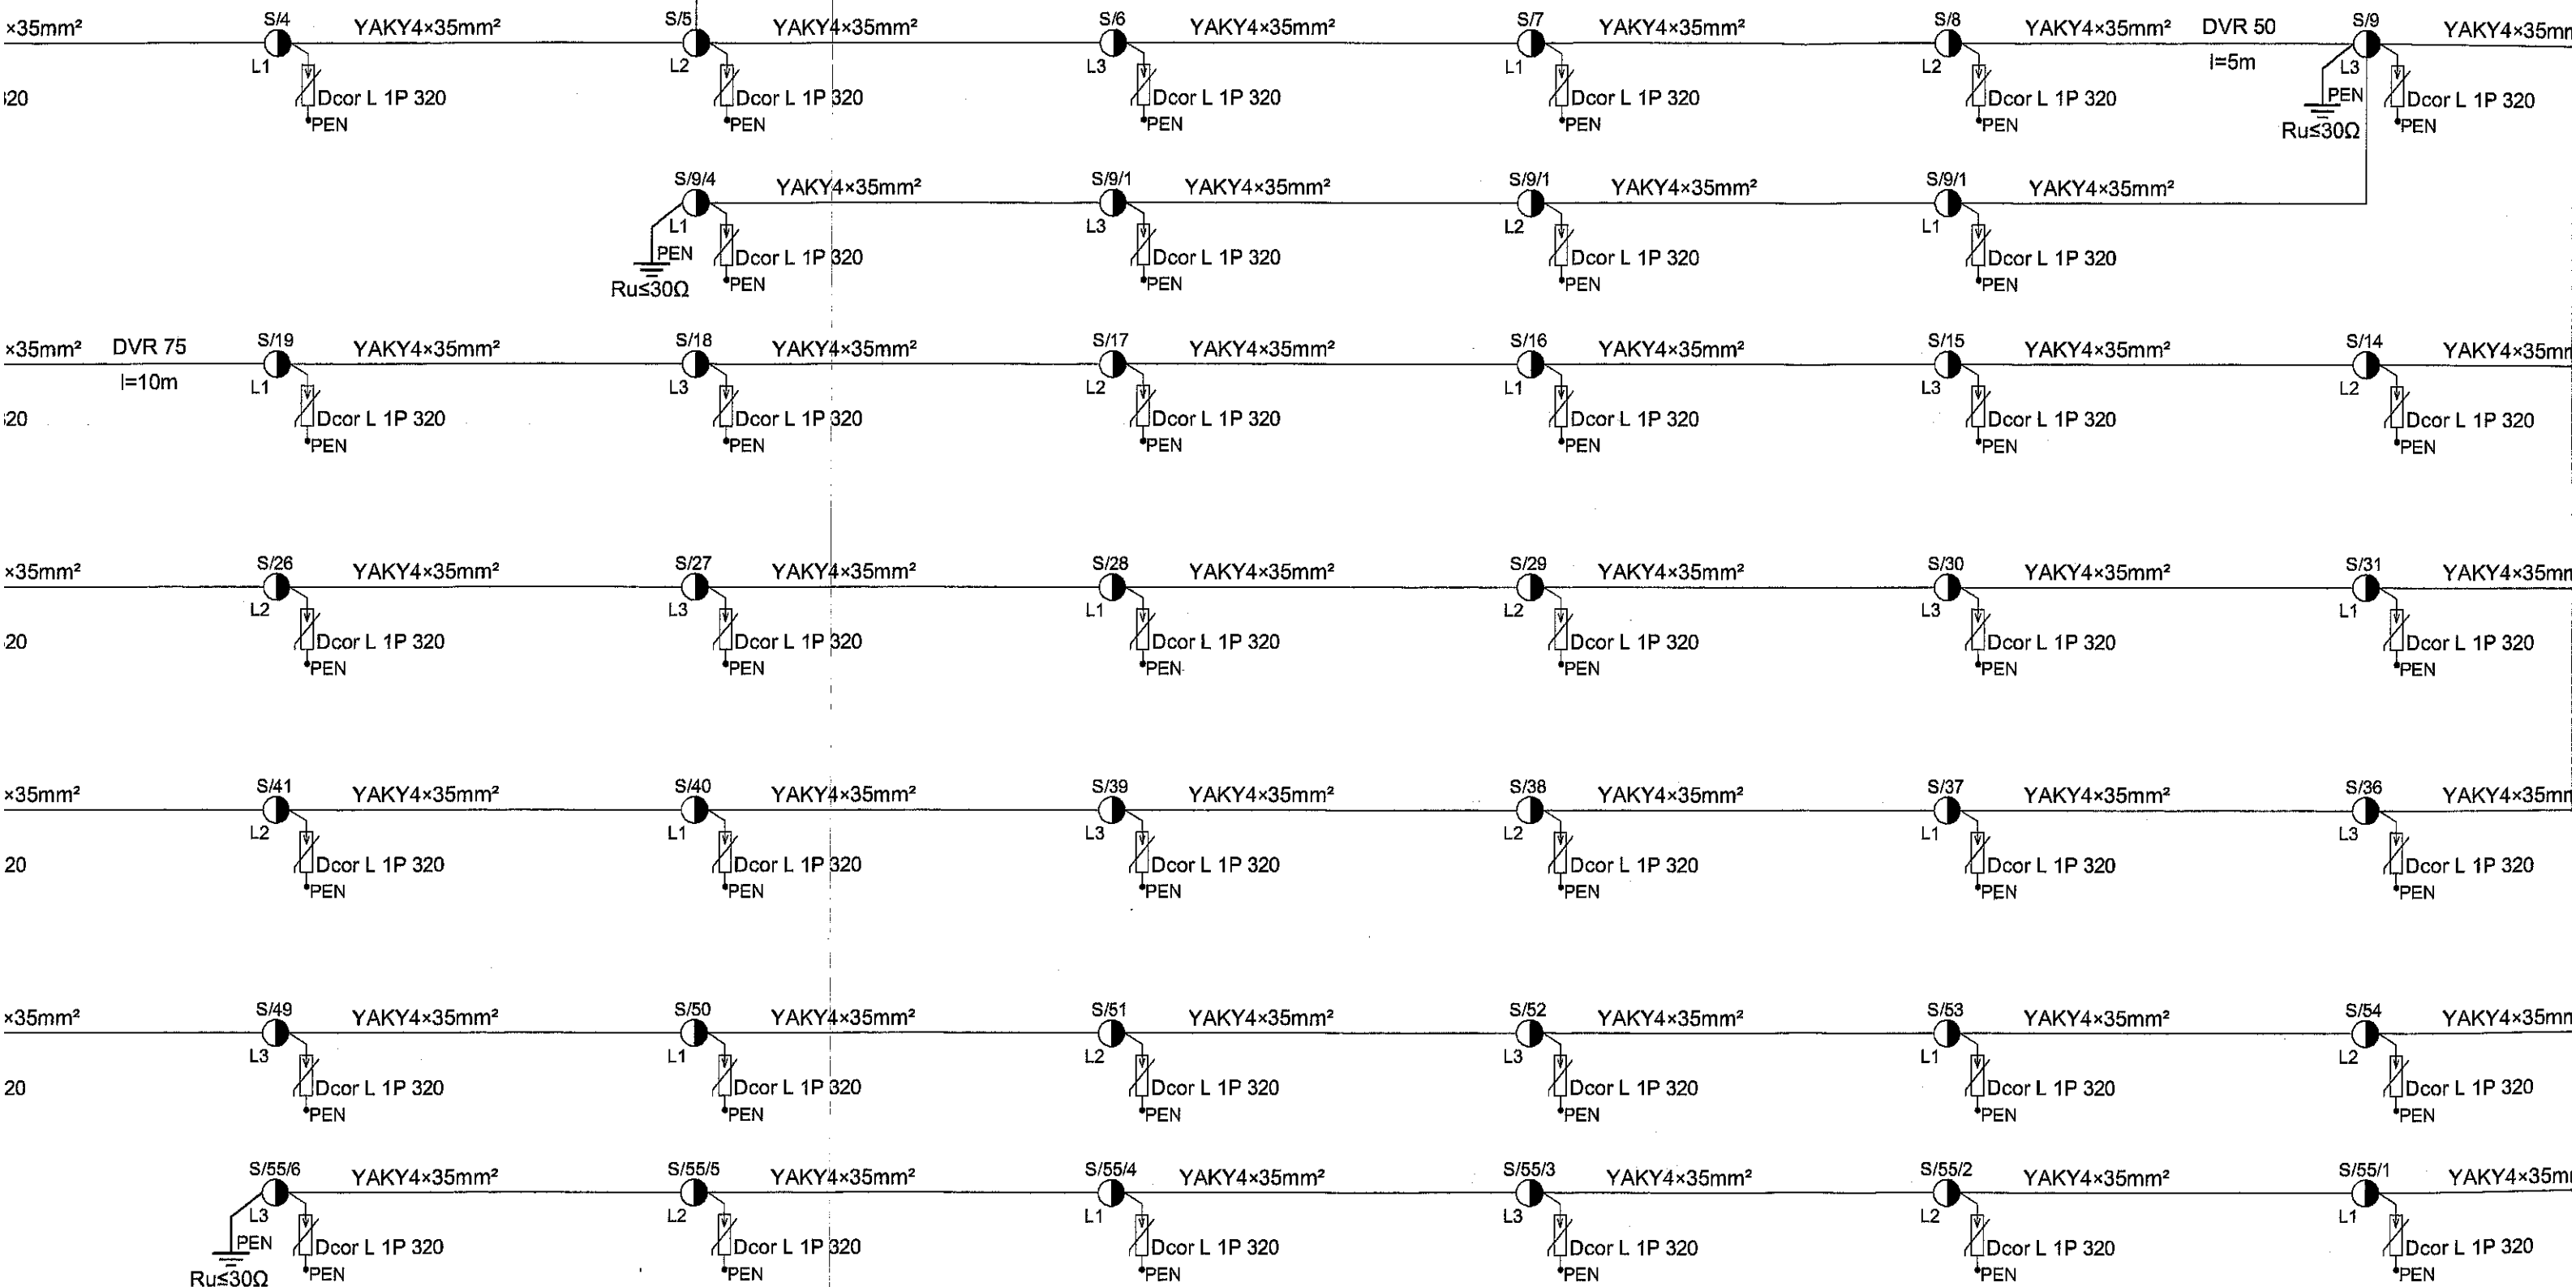 ×35mm² S/4 YAKY4×35mm² S/5 YAKY4×35mm² S/6 YAKY4×35mm² S/7 YAKY4×35mm² S/8 YAKY4×35mm² DVR 50 S/9 YAKY4×35mm
L1 L2 L3 L1 L2 l=5m L3
320 Dcor L 1P 320 Dcor L 1P 320 Dcor L 1P 320 Dcor L 1P 320 Dcor L 1P 320 PEN Dcor L 1P 320
PEN PEN PEN PEN PEN Ru≤30Ω PEN
S/9/4 YAKY4×35mm² S/9/1 YAKY4×35mm² S/9/1 YAKY4×35mm² S/9/1 YAKY4×35mm²
L1 L3 L2 L1
PEN Dcor L 1P 320 Dcor L 1P 320 Dcor L 1P 320 Dcor L 1P 320
Ru≤30Ω PEN PEN PEN PEN
×35mm² DVR 75 S/19 YAKY4×35mm² S/18 YAKY4×35mm² S/17 YAKY4×35mm² S/16 YAKY4×35mm² S/15 YAKY4×35mm² S/14 YAKY4×35mm
l=10m L1 L3 L2 L1 L3 L2
20 Dcor L 1P 320 Dcor L 1P 320 Dcor L 1P 320 Dcor L 1P 320 Dcor L 1P 320 Dcor L 1P 320
PEN PEN PEN PEN PEN PEN
×35mm² S/26 YAKY4×35mm² S/27 YAKY4×35mm² S/28 YAKY4×35mm² S/29 YAKY4×35mm² S/30 YAKY4×35mm² S/31 YAKY4×35mm
L2 L3 L1 L2 L3 L1
20 Dcor L 1P 320 Dcor L 1P 320 Dcor L 1P 320 Dcor L 1P 320 Dcor L 1P 320 Dcor L 1P 320
PEN PEN PEN PEN PEN PEN
×35mm² S/41 YAKY4×35mm² S/40 YAKY4×35mm² S/39 YAKY4×35mm² S/38 YAKY4×35mm² S/37 YAKY4×35mm² S/36 YAKY4×35mm
L2 L1 L3 L2 L1 L3
20 Dcor L 1P 320 Dcor L 1P 320 Dcor L 1P 320 Dcor L 1P 320 Dcor L 1P 320 Dcor L 1P 320
PEN PEN PEN PEN PEN PEN
×35mm² S/49 YAKY4×35mm² S/50 YAKY4×35mm² S/51 YAKY4×35mm² S/52 YAKY4×35mm² S/53 YAKY4×35mm² S/54 YAKY4×35mm
L3 L1 L2 L3 L1 L2
20 Dcor L 1P 320 Dcor L 1P 320 Dcor L 1P 320 Dcor L 1P 320 Dcor L 1P 320 Dcor L 1P 320
PEN PEN PEN PEN PEN PEN
S/55/6 YAKY4×35mm² S/55/5 YAKY4×35mm² S/55/4 YAKY4×35mm² S/55/3 YAKY4×35mm² S/55/2 YAKY4×35mm² S/55/1 YAKY4×35m
L3 L2 L1 L3 L2 L1
PEN Dcor L 1P 320 Dcor L 1P 320 Dcor L 1P 320 Dcor L 1P 320 Dcor L 1P 320 Dcor L 1P 320
Ru≤30Ω PEN PEN PEN PEN PEN PEN